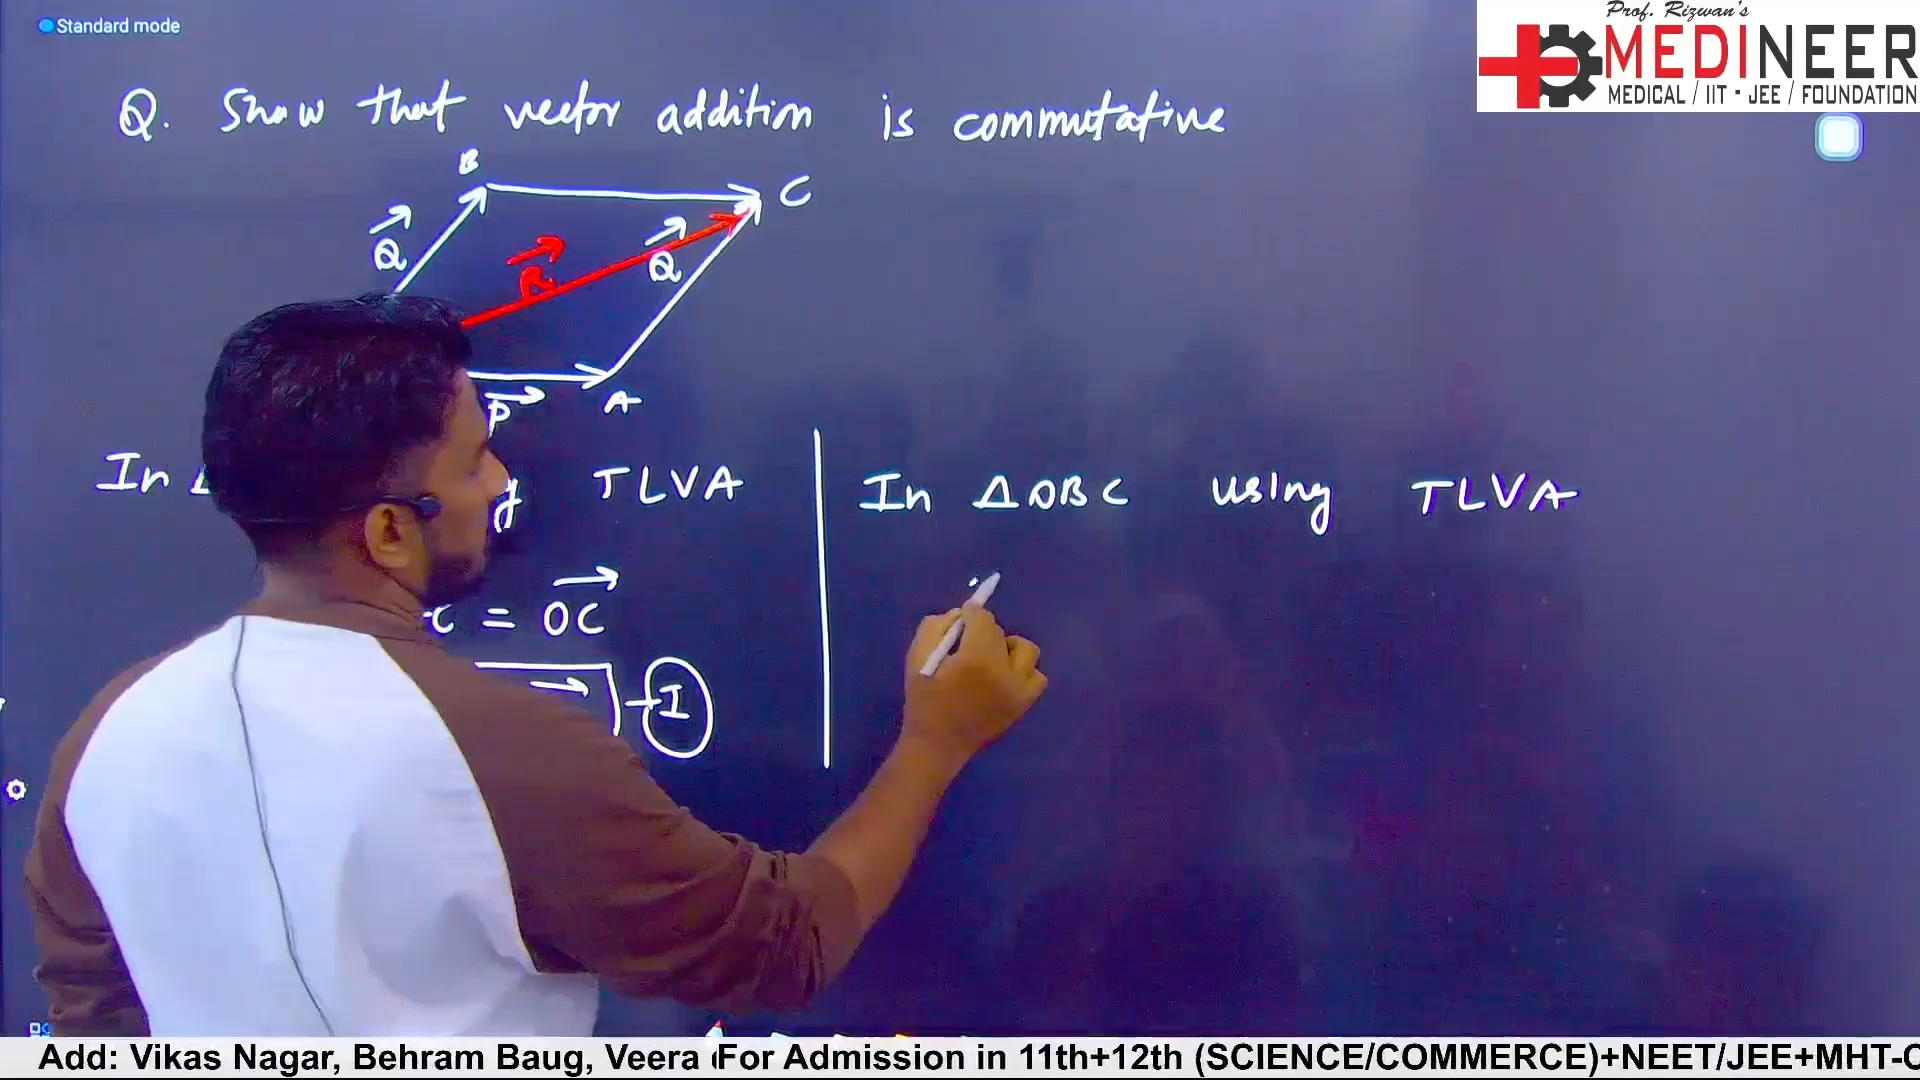 Standard mode
Prof. Rizwan's
MEDINEER
MEDICAL / IIT - JEE / FOUNDATION
Q. Show that vector addition is commutative
B
C
Q
R
Q
P
A
In Δ TLVA
In Δ OBC using TLVA
C = OC
I
Add: Vikas Nagar, Behram Baug, Veera For Admission in 11th+12th (SCIENCE/COMMERCE)+NEET/JEE+MHT-C